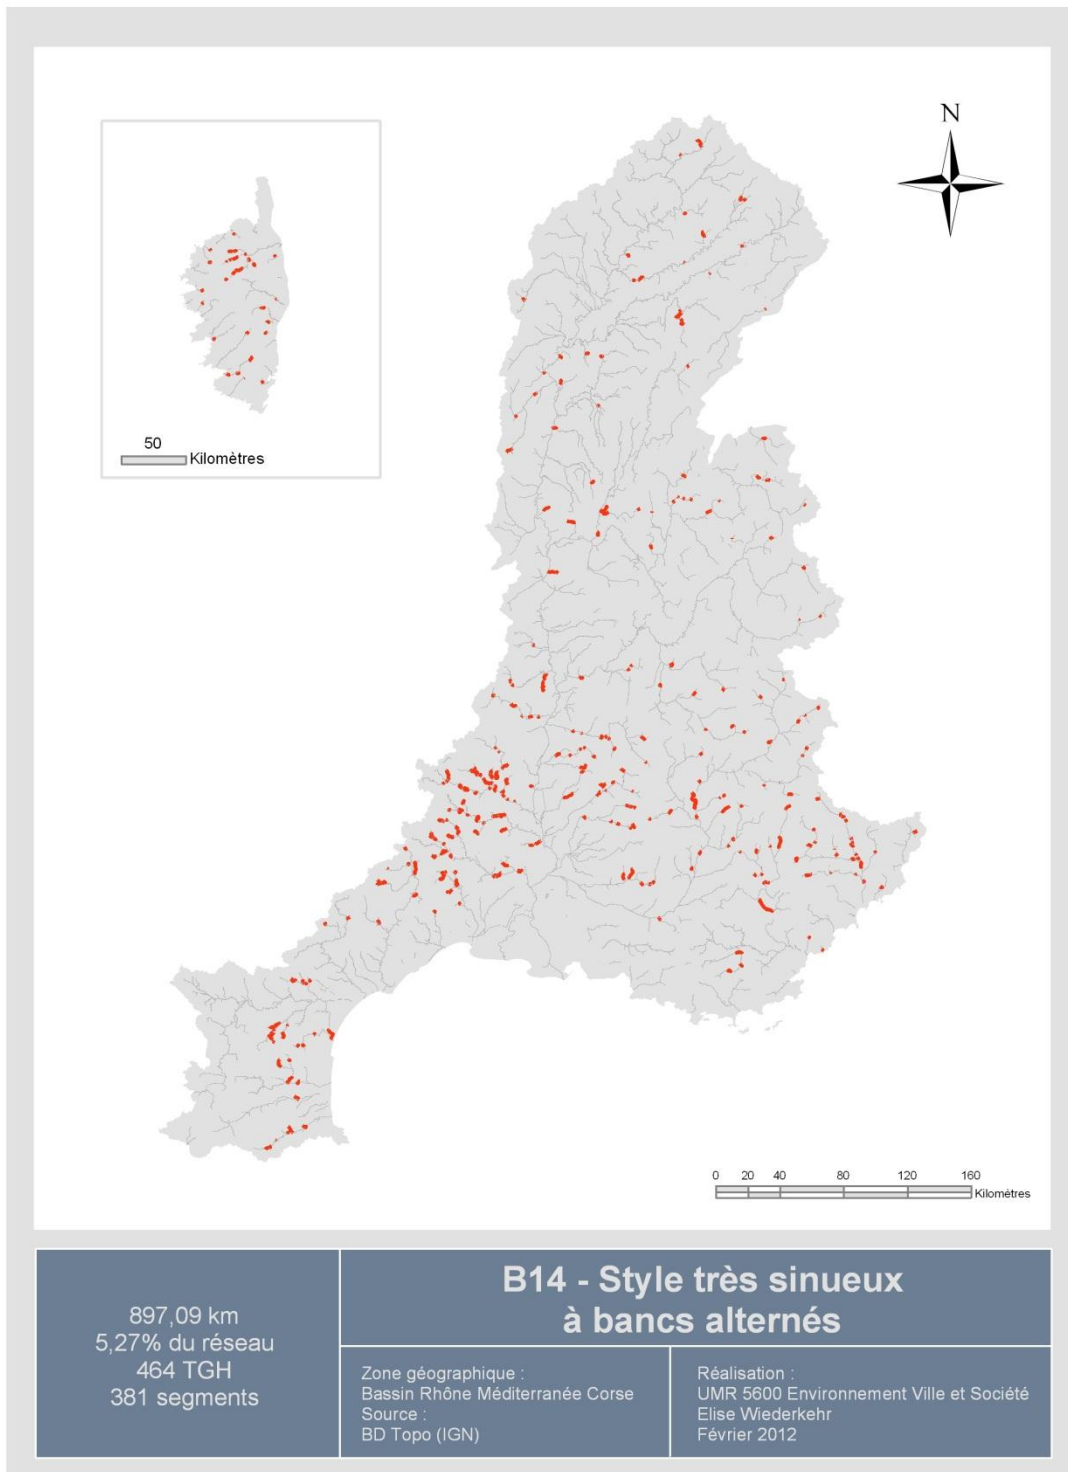 N
50
Kilomètres
0 20 40 80 120 160
Kilomètres
897,09 km
5,27% du réseau
464 TGH
381 segments
B14 - Style très sinueux
à bancs alternés
Zone géographique :
Bassin Rhône Méditerranée Corse
Source :
BD Topo (IGN)
Réalisation :
UMR 5600 Environnement Ville et Société
Elise Wiederkehr
Février 2012